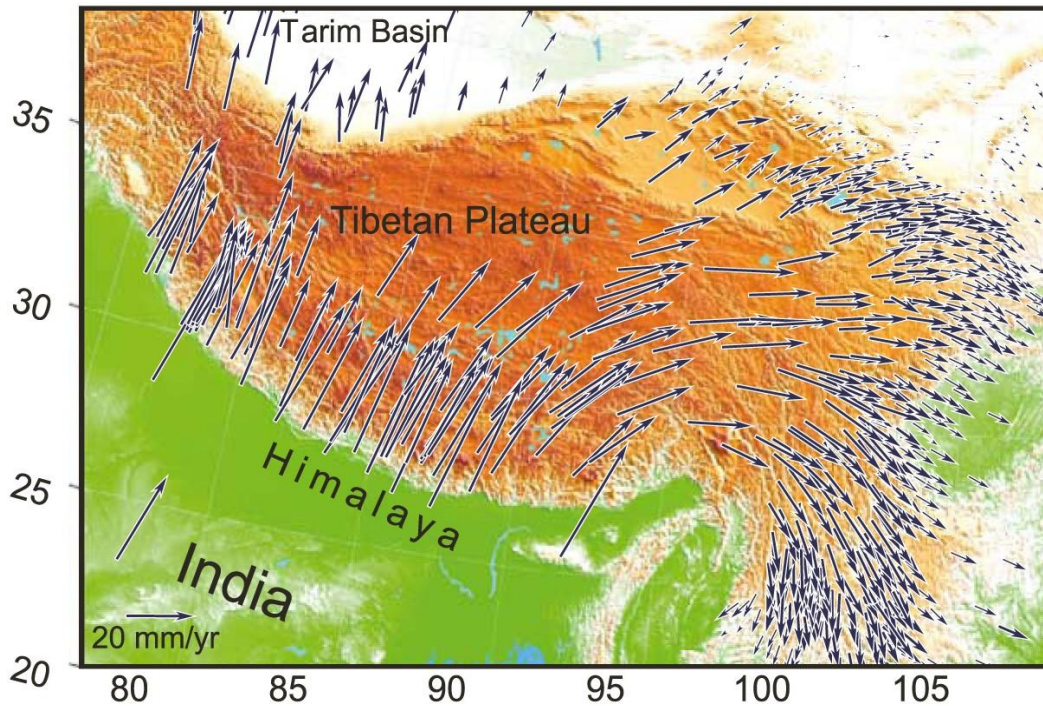 Tarim Basin
35
Tibetan Plateau
30
Himalaya
25
India
20 mm/yr
20
80 85 90 95 100 105